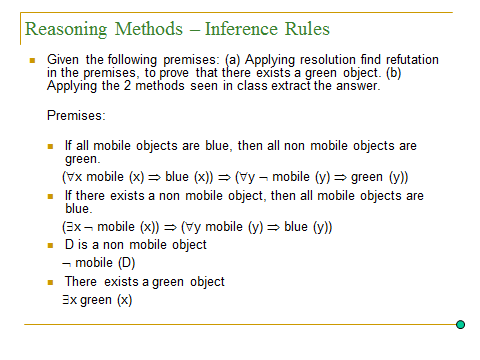 Reasoning Methods – Inference Rules
Given the following premises: (a) Applying resolution find refutation
in the premises, to prove that there exists a green object. (b)
Applying the 2 methods seen in class extract the answer.
Premises:
If all mobile objects are blue, then all non mobile objects are
green.
(∀x mobile (x) ⇒ blue (x)) ⇒ (∀y ¬ mobile (y) ⇒ green (y))
If there exists a non mobile object, then all mobile objects are
blue.
(∃x ¬ mobile (x)) ⇒ (∀y mobile (y) ⇒ blue (y))
D is a non mobile object
¬ mobile (D)
There exists a green object
∃x green (x)